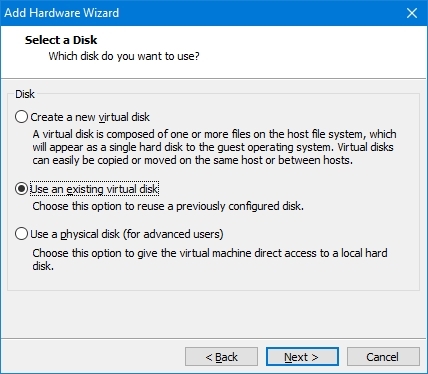 Add Hardware Wizard
Select a Disk
Which disk do you want to use?
Disk
Create a new virtual disk
A virtual disk is composed of one or more files on the host file system, which
will appear as a single hard disk to the guest operating system. Virtual disks
can easily be copied or moved on the same host or between hosts.
Use an existing virtual disk
Choose this option to reuse a previously configured disk.
Use a physical disk (for advanced users)
Choose this option to give the virtual machine direct access to a local hard
disk.
< Back Next > Cancel